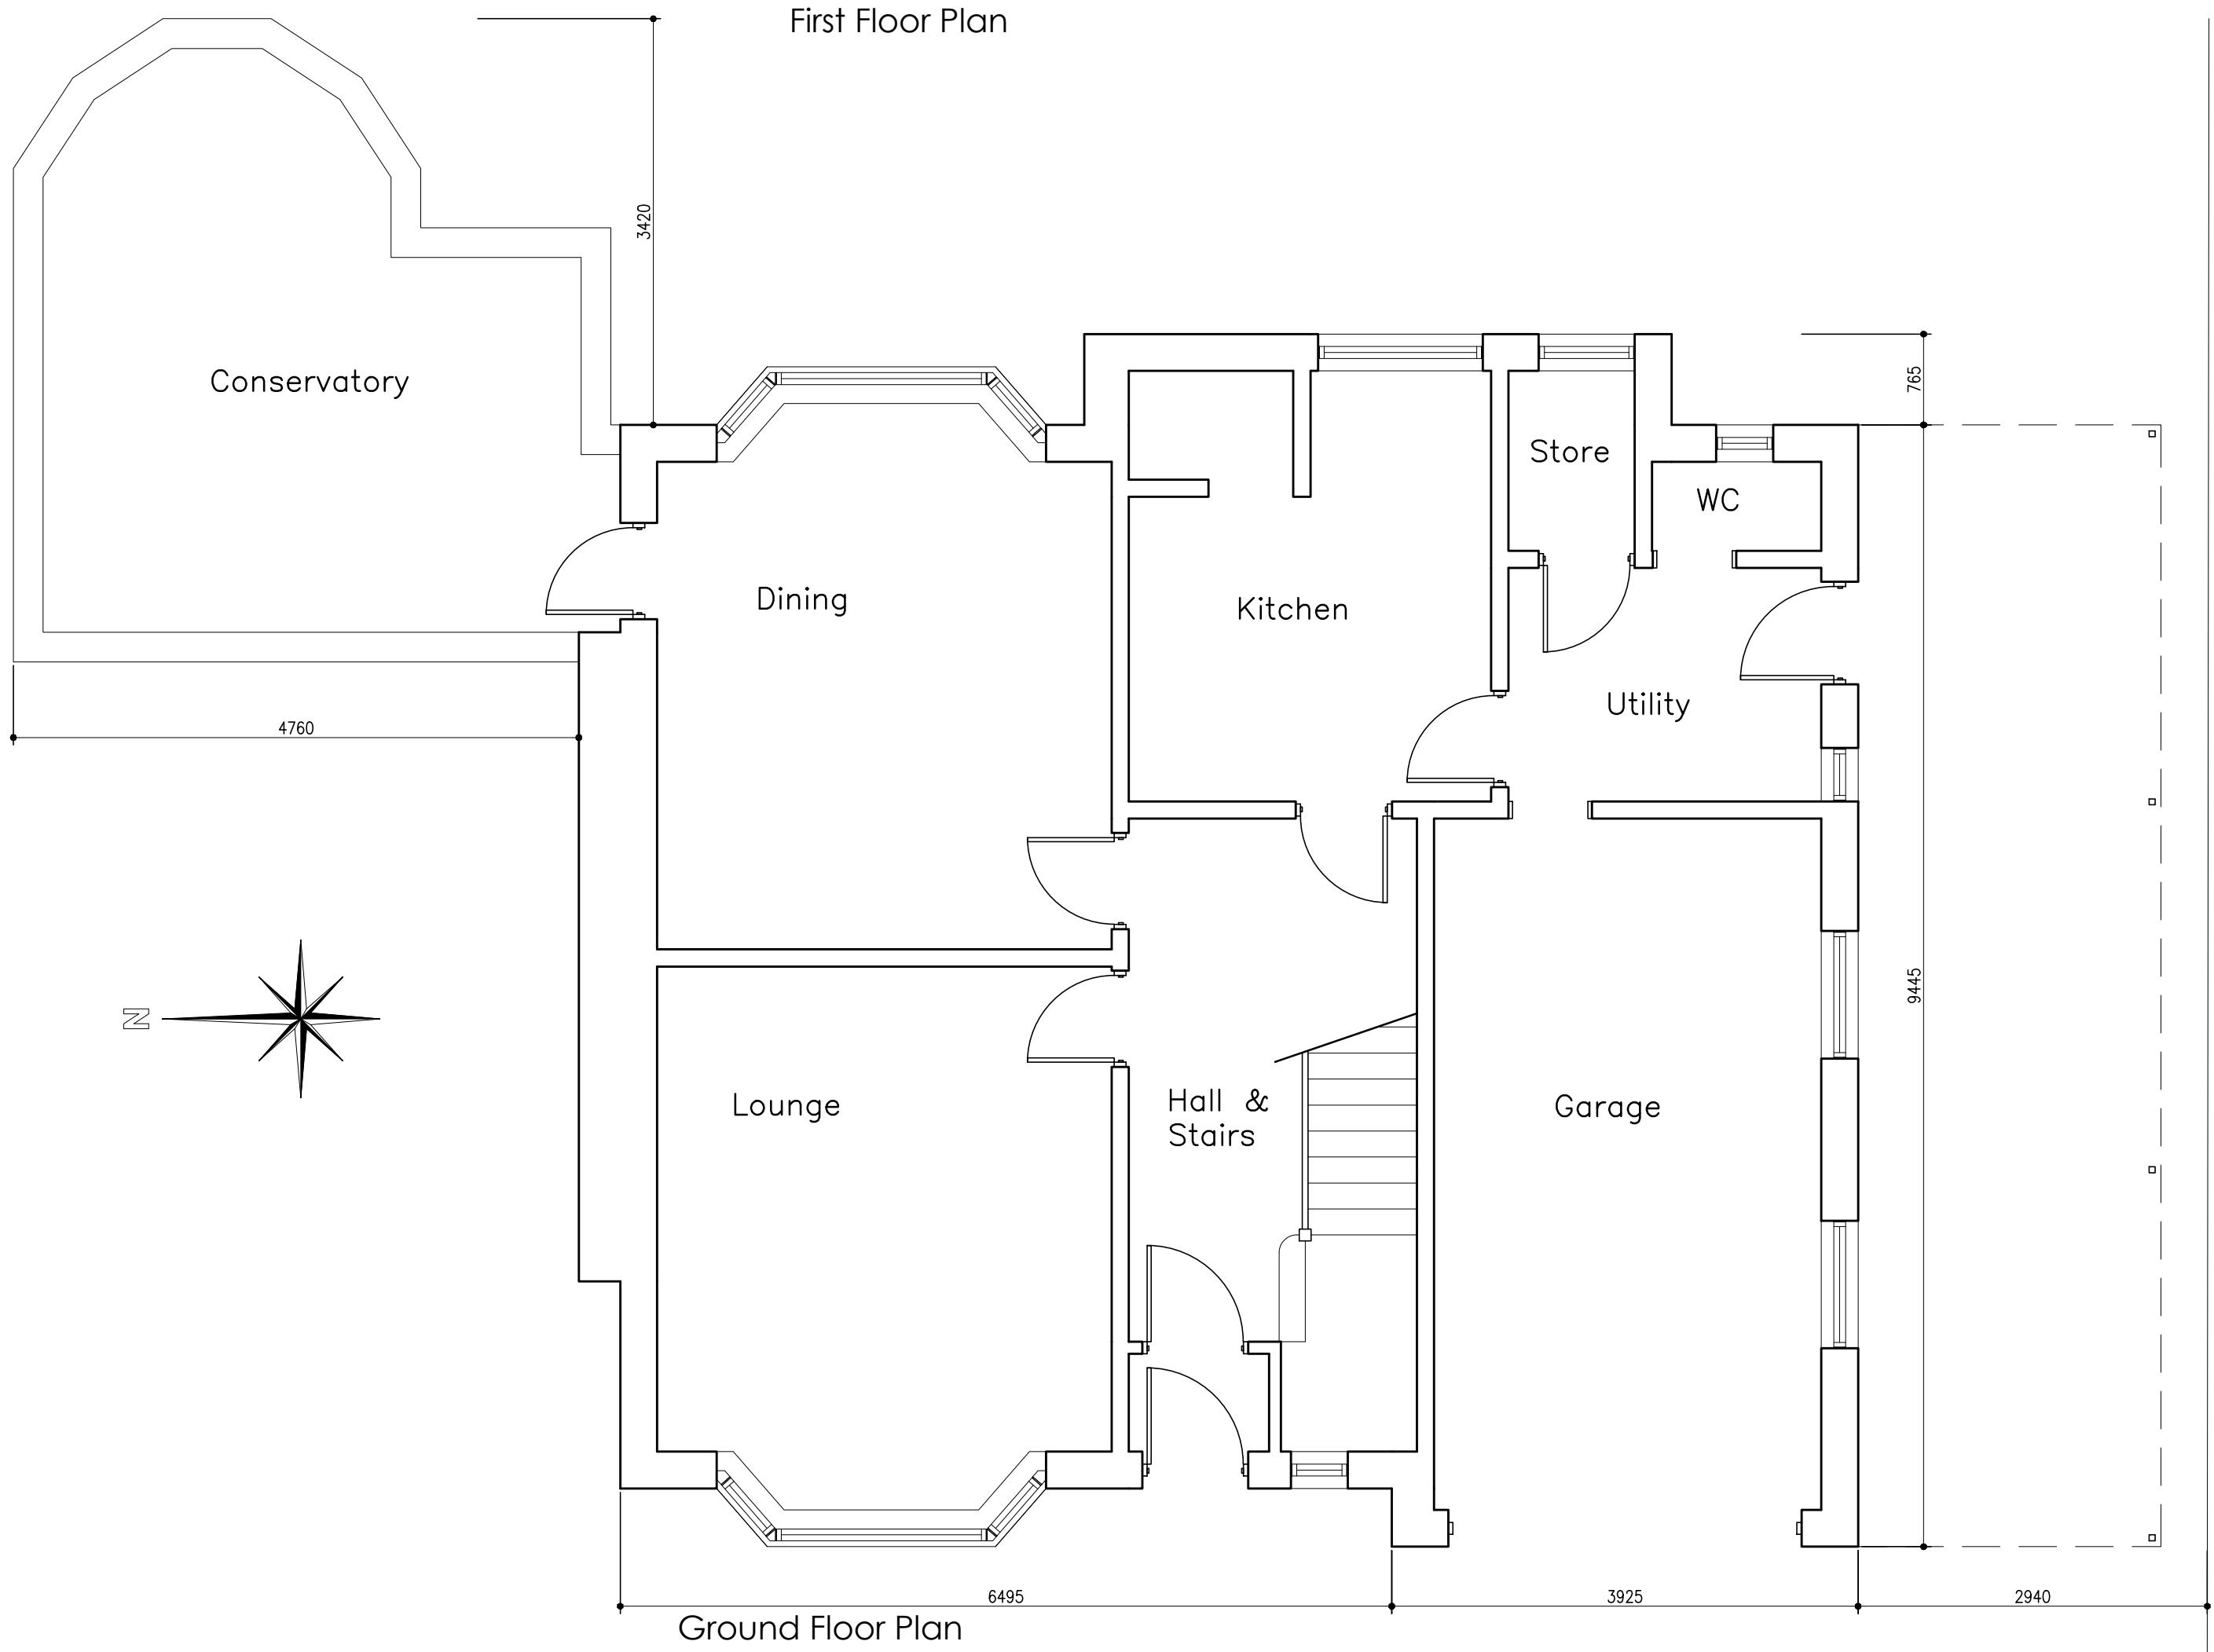 First Floor Plan
3420
765
Conservatory
Store
WC
Dining
Kitchen
Utility
4760
9445
N
Lounge
Hall &
Stairs
Garage
6495
3925
2940
Ground Floor Plan